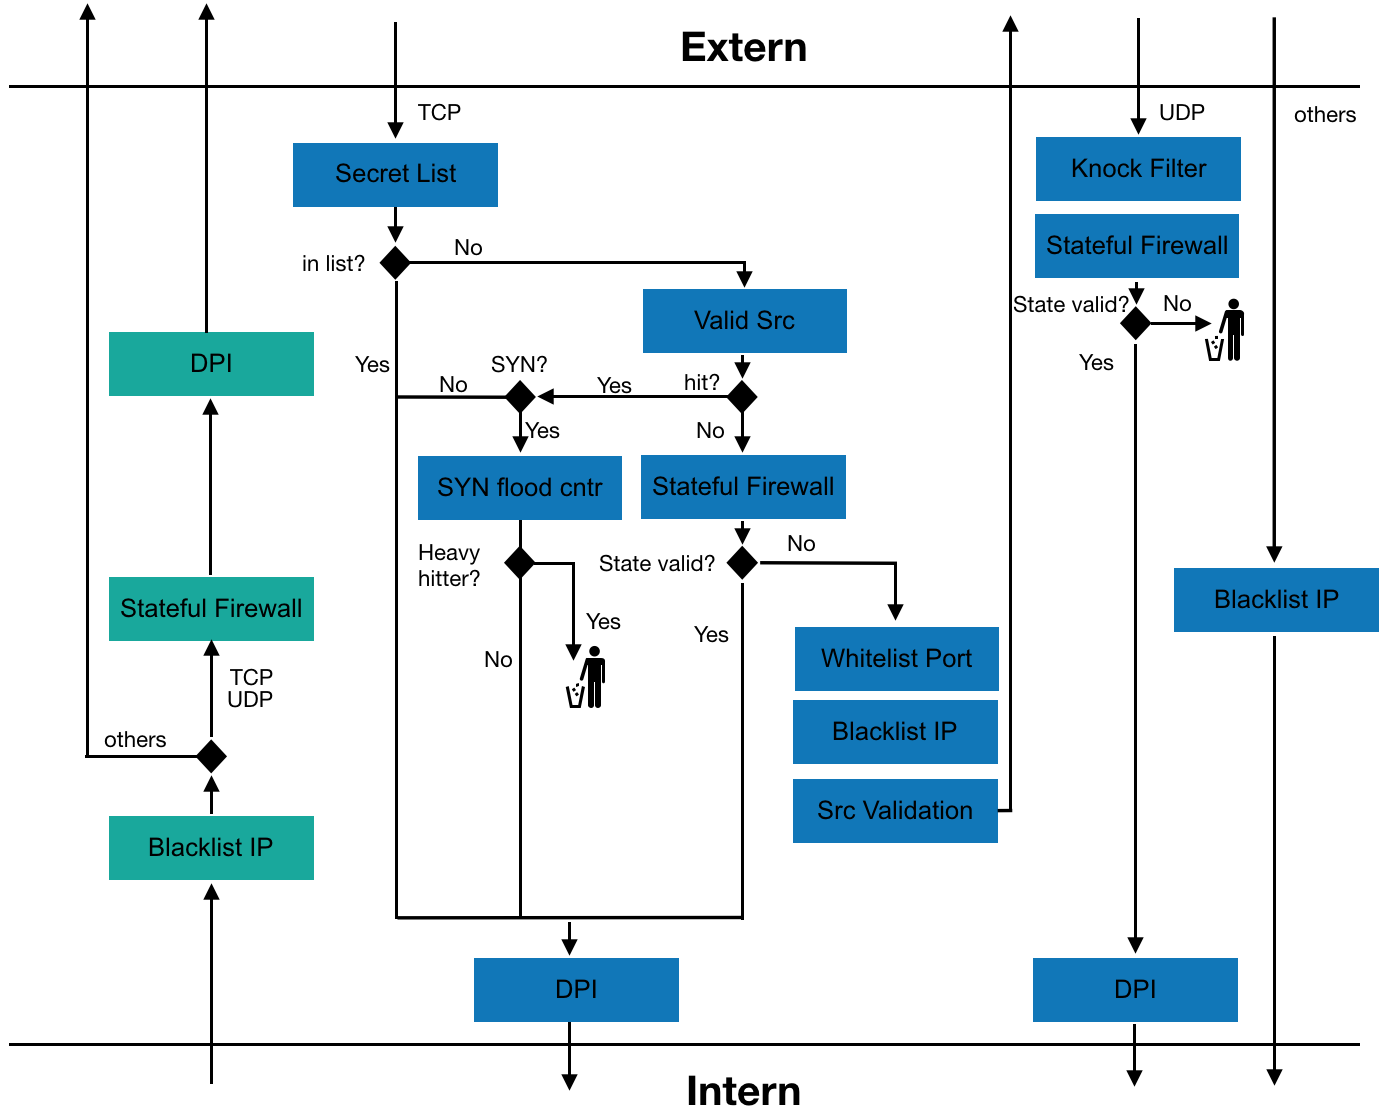 Extern
TCP
UDP
others
Secret List
Knock Filter
in list?
No
Stateful Firewall
Valid Src
State valid?
No
DPI
Yes
SYN?
No
Yes
hit?
Yes
Yes
No
SYN flood cntr
Stateful Firewall
Heavy
hitter?
State valid?
No
Stateful Firewall
Yes
Yes
Blacklist IP
No
Whitelist Port
TCP
UDP
others
Blacklist IP
Src Validation
Blacklist IP
DPI
DPI
Intern